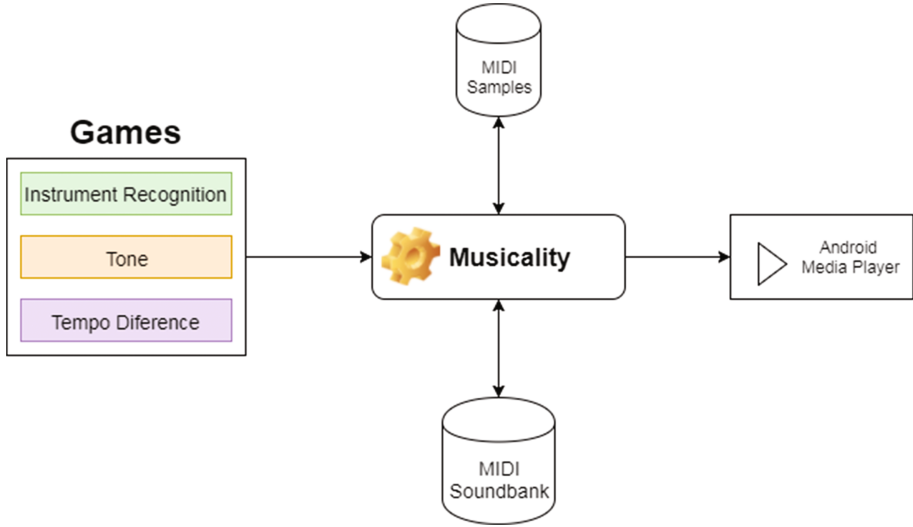 MIDI
Samples
Games
Instrument Recognition
Tone
Tempo Diference
Musicality
Android
Media Player
MIDI
Soundbank